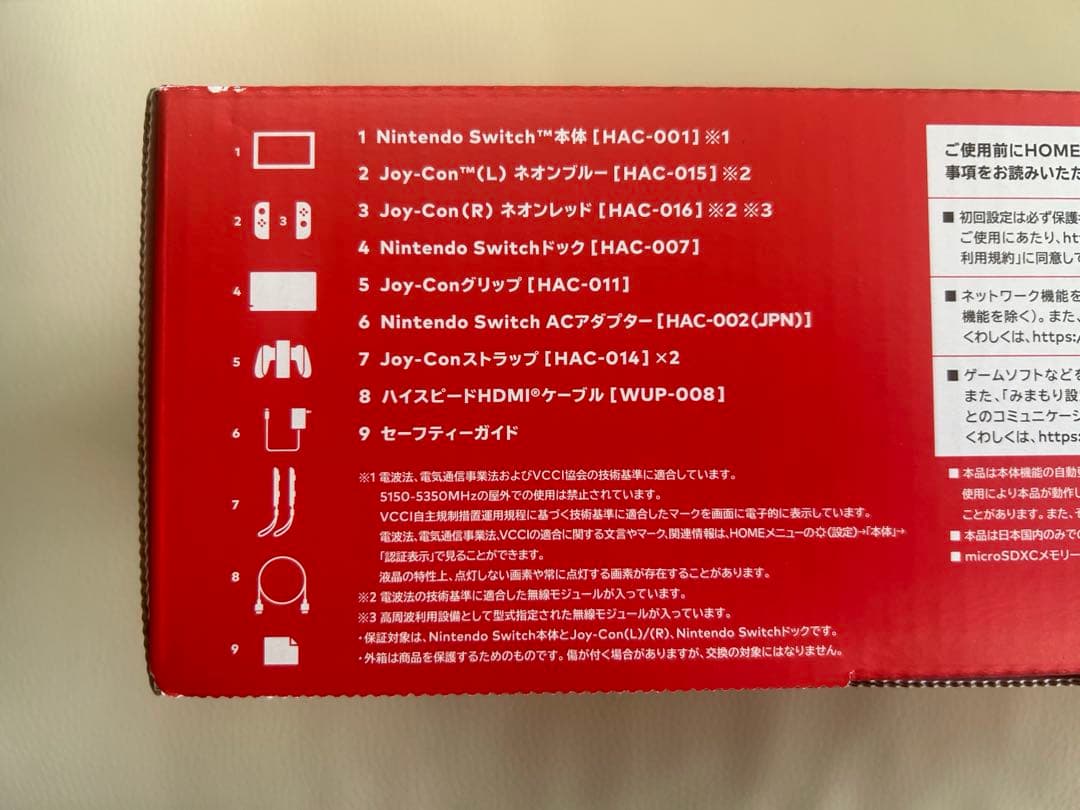 1 Nintendo Switch™本体 [HAC-001] ※1
2 Joy-Con™(L) ネオンブルー [HAC-015] ※2
3 Joy-Con(R) ネオンレッド [HAC-016] ※2 ※3
4 Nintendo Switchドック [HAC-007]
5 Joy-Conグリップ [HAC-011]
6 Nintendo Switch ACアダプター [HAC-002(JPN)]
7 Joy-Conストラップ [HAC-014] ×2
8 ハイスピードHDMI®ケーブル [WUP-008]
9 セーフティーガイド
1
2 3
4
5
6
7
8
9
※1 電波法、電気通信事業法およびVCCI協会の技術基準に適合しています。
5150-5350MHzの屋外での使用は禁止されています。
VCCI自主規制措置運用規程に基づく技術基準に適合したマークを画面に電子的に表示しています。
電波法、電気通信事業法、VCCIの適合に関する文言やマーク、関連情報は、HOMEメニューの(設定)→「本体」→
「認証表示」で見ることができます。
液晶の特性上、点灯しない画素や常に点灯する画素が存在することがあります。
※2 電波法の技術基準に適合した無線モジュールが入っています。
※3 高周波利用設備として型式指定された無線モジュールが入っています。
・保証対象は、Nintendo Switch本体とJoy-Con(L)/(R)、Nintendo Switchドックです。
・外箱は商品を保護するためのものです。傷が付く場合がありますが、交換の対象にはなりません。
ご使用前にHOME
事項をお読みいただ
■ 初回設定は必ず保護
ご使用にあたり、ht
利用規約」に同意して
■ ネットワーク機能を
機能を除く)。また、
くわしくは、https:/
■ ゲームソフトなどを
また、「みまもり設
とのコミュニケーシ
くわしくは、https:
■ 本品は本体機能の自動
使用により本品が動作し
ことがあります。また、そ
■ 本品は日本国内のみでの
■ microSDXCメモリー